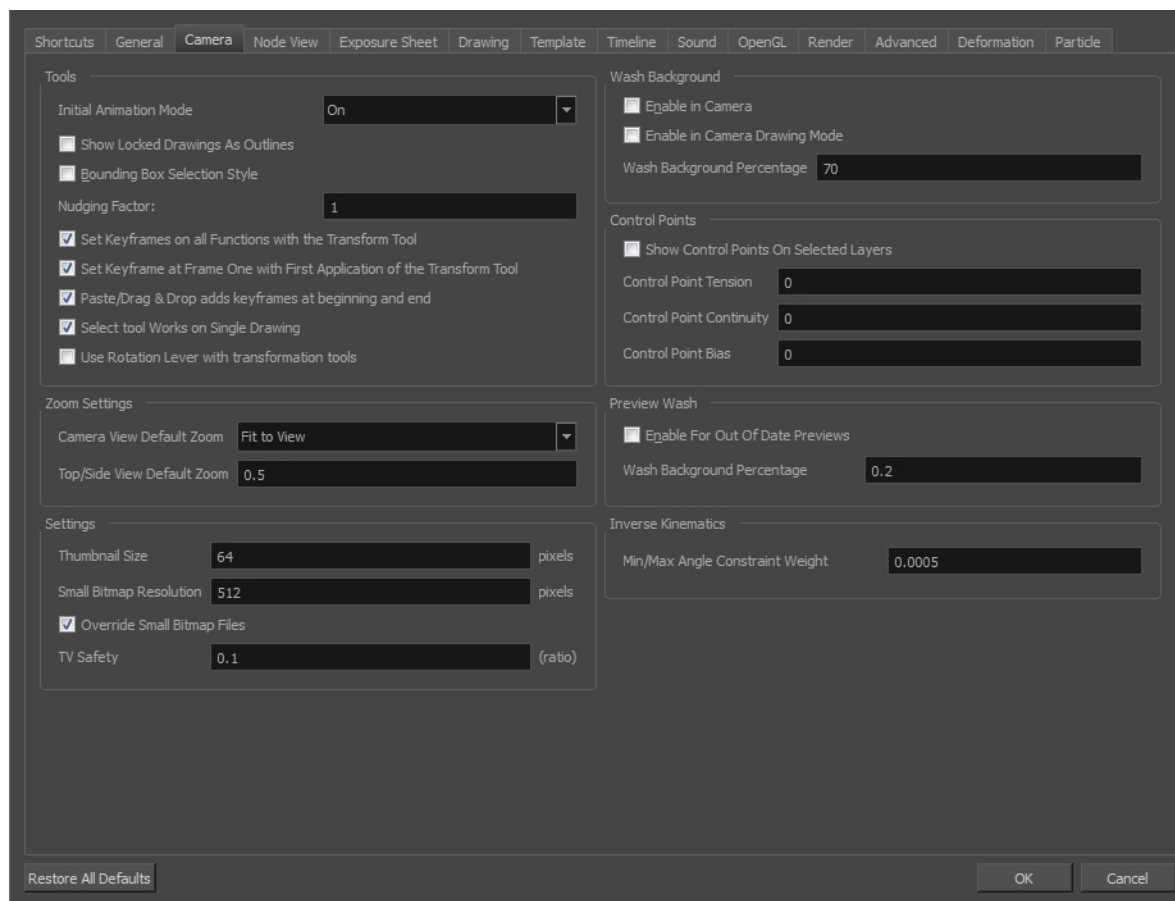 Shortcuts General Camera Node View Exposure Sheet Drawing Template Timeline Sound OpenGL Render Advanced Deformation Particle
Tools
Initial Animation Mode On
Show Locked Drawings As Outlines
Bounding Box Selection Style
Nudging Factor: 1
Set Keyframes on all Functions with the Transform Tool
Set Keyframe at Frame One with First Application of the Transform Tool
Paste/Drag & Drop adds keyframes at beginning and end
Select tool Works on Single Drawing
Use Rotation Lever with transformation tools
Zoom Settings
Camera View Default Zoom Fit to View
Top/Side View Default Zoom 0.5
Settings
Thumbnail Size 64 pixels
Small Bitmap Resolution 512 pixels
Override Small Bitmap Files
TV Safety 0.1 (ratio)
Wash Background
Enable in Camera
Enable in Camera Drawing Mode
Wash Background Percentage 70
Control Points
Show Control Points On Selected Layers
Control Point Tension 0
Control Point Continuity 0
Control Point Bias 0
Preview Wash
Enable For Out Of Date Previews
Wash Background Percentage 0.2
Inverse Kinematics
Min/Max Angle Constraint Weight 0.0005
Restore All Defaults OK Cancel